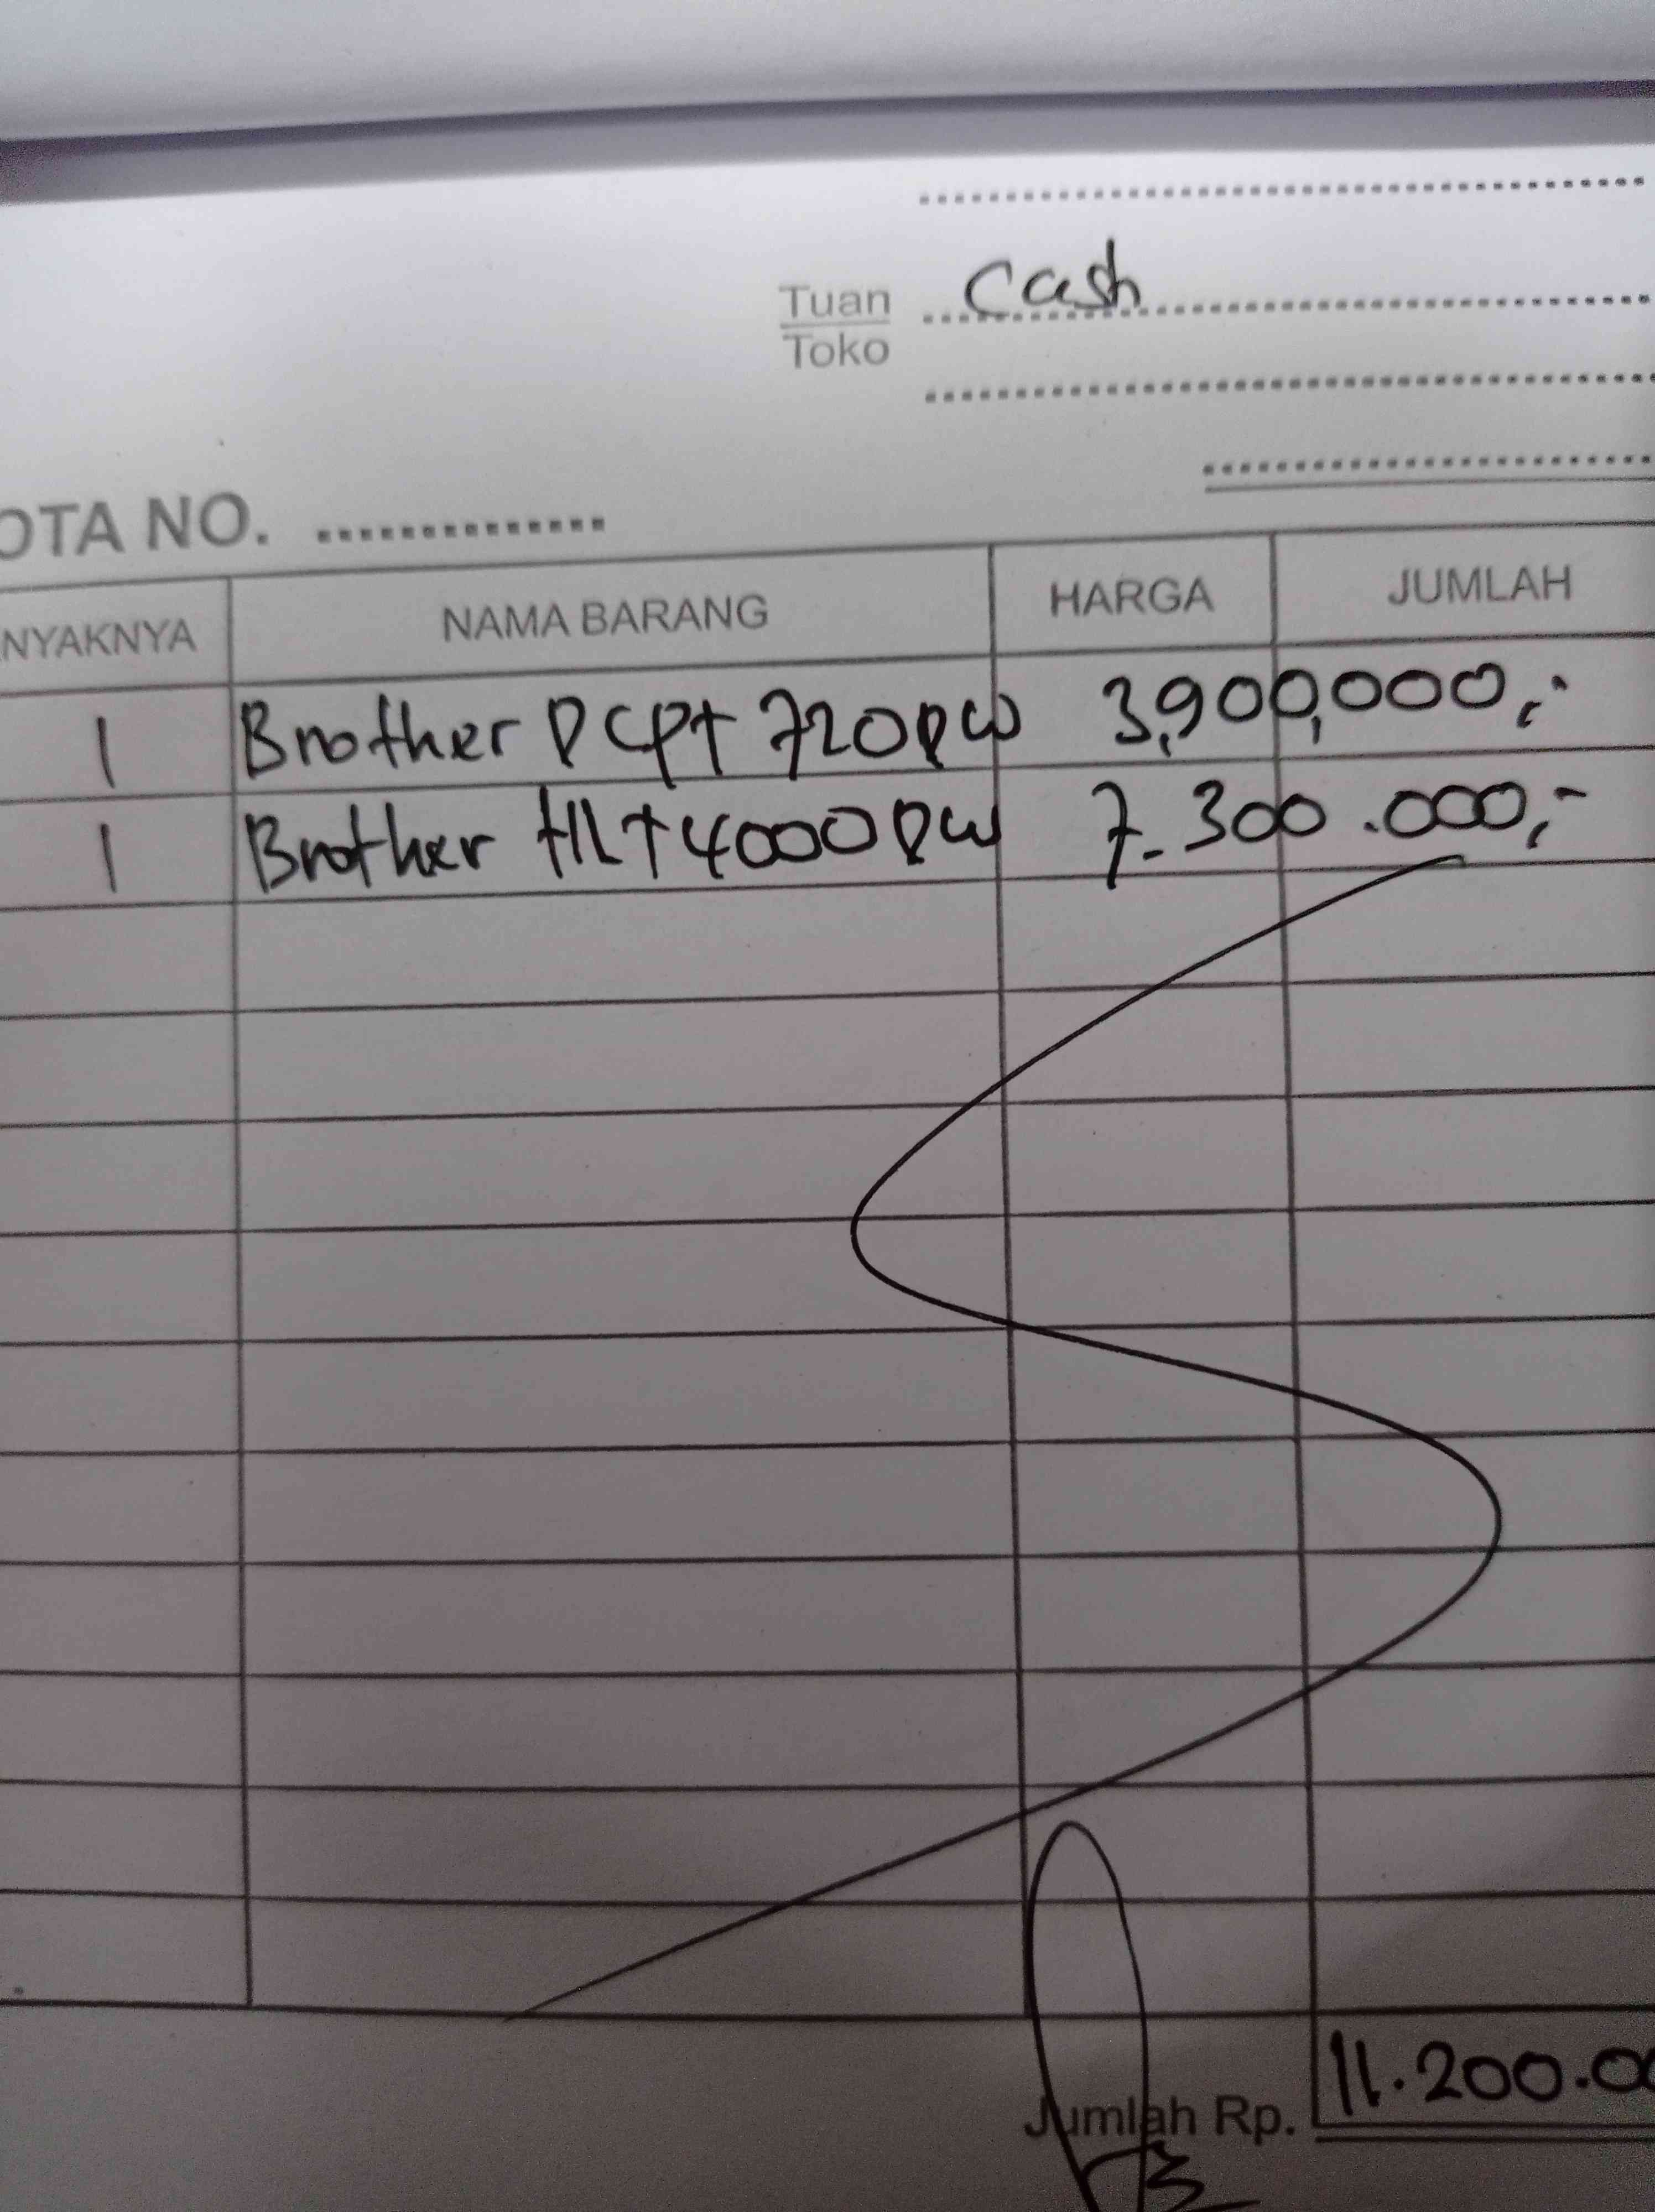 Tuan cash
Toko
OTA NO.
NYAKNYA NAMA BARANG HARGA JUMLAH
1 Brother DCPT 720DW 3,900,000,-
1 Brother HLT4000DW 7.300.000,-
Jumlah Rp. 11.200.00